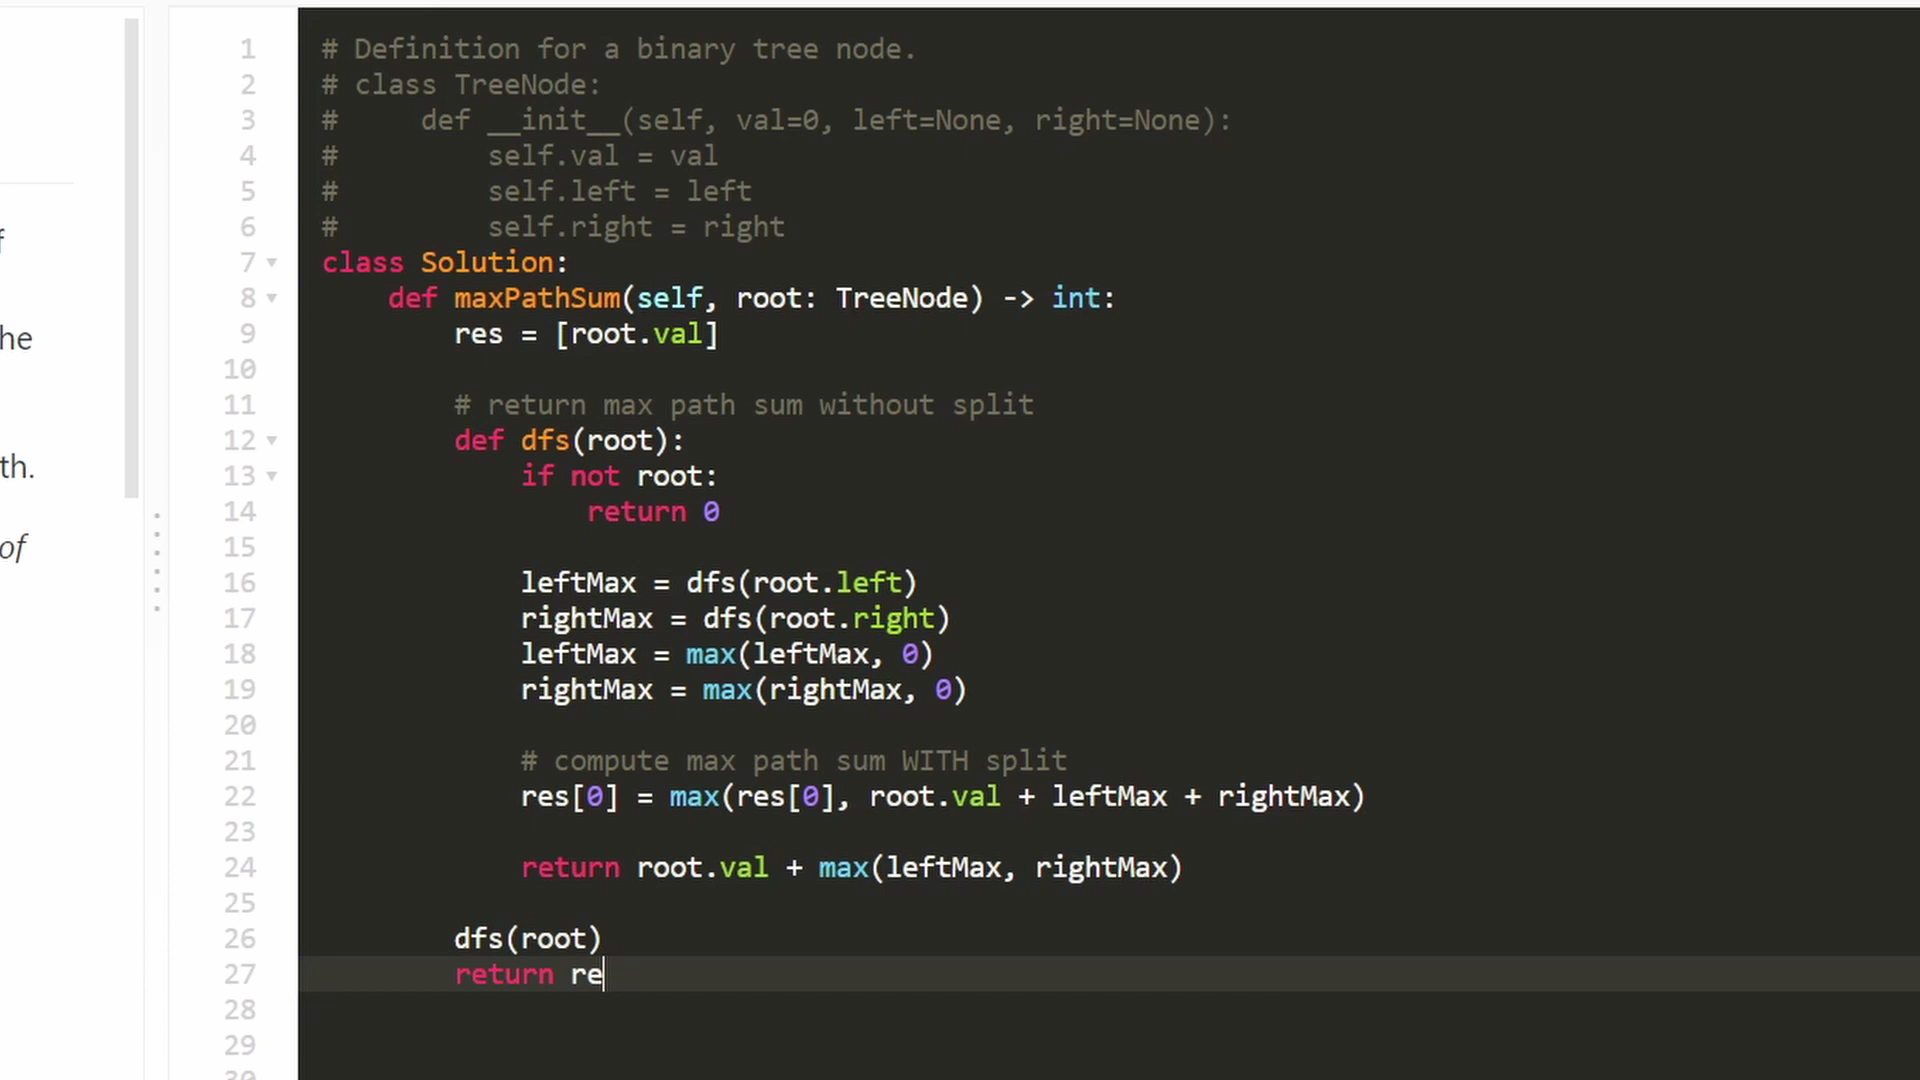 f
he
th.
of
1 # Definition for a binary tree node.
2 # class TreeNode:
3 #     def __init__(self, val=0, left=None, right=None):
4 #         self.val = val
5 #         self.left = left
6 #         self.right = right
7 class Solution:
8     def maxPathSum(self, root: TreeNode) -> int:
9         res = [root.val]
10
11         # return max path sum without split
12         def dfs(root):
13             if not root:
14                 return 0
15
16             leftMax = dfs(root.left)
17             rightMax = dfs(root.right)
18             leftMax = max(leftMax, 0)
19             rightMax = max(rightMax, 0)
20
21             # compute max path sum WITH split
22             res[0] = max(res[0], root.val + leftMax + rightMax)
23
24             return root.val + max(leftMax, rightMax)
25
26         dfs(root)
27         return re
28
29
30